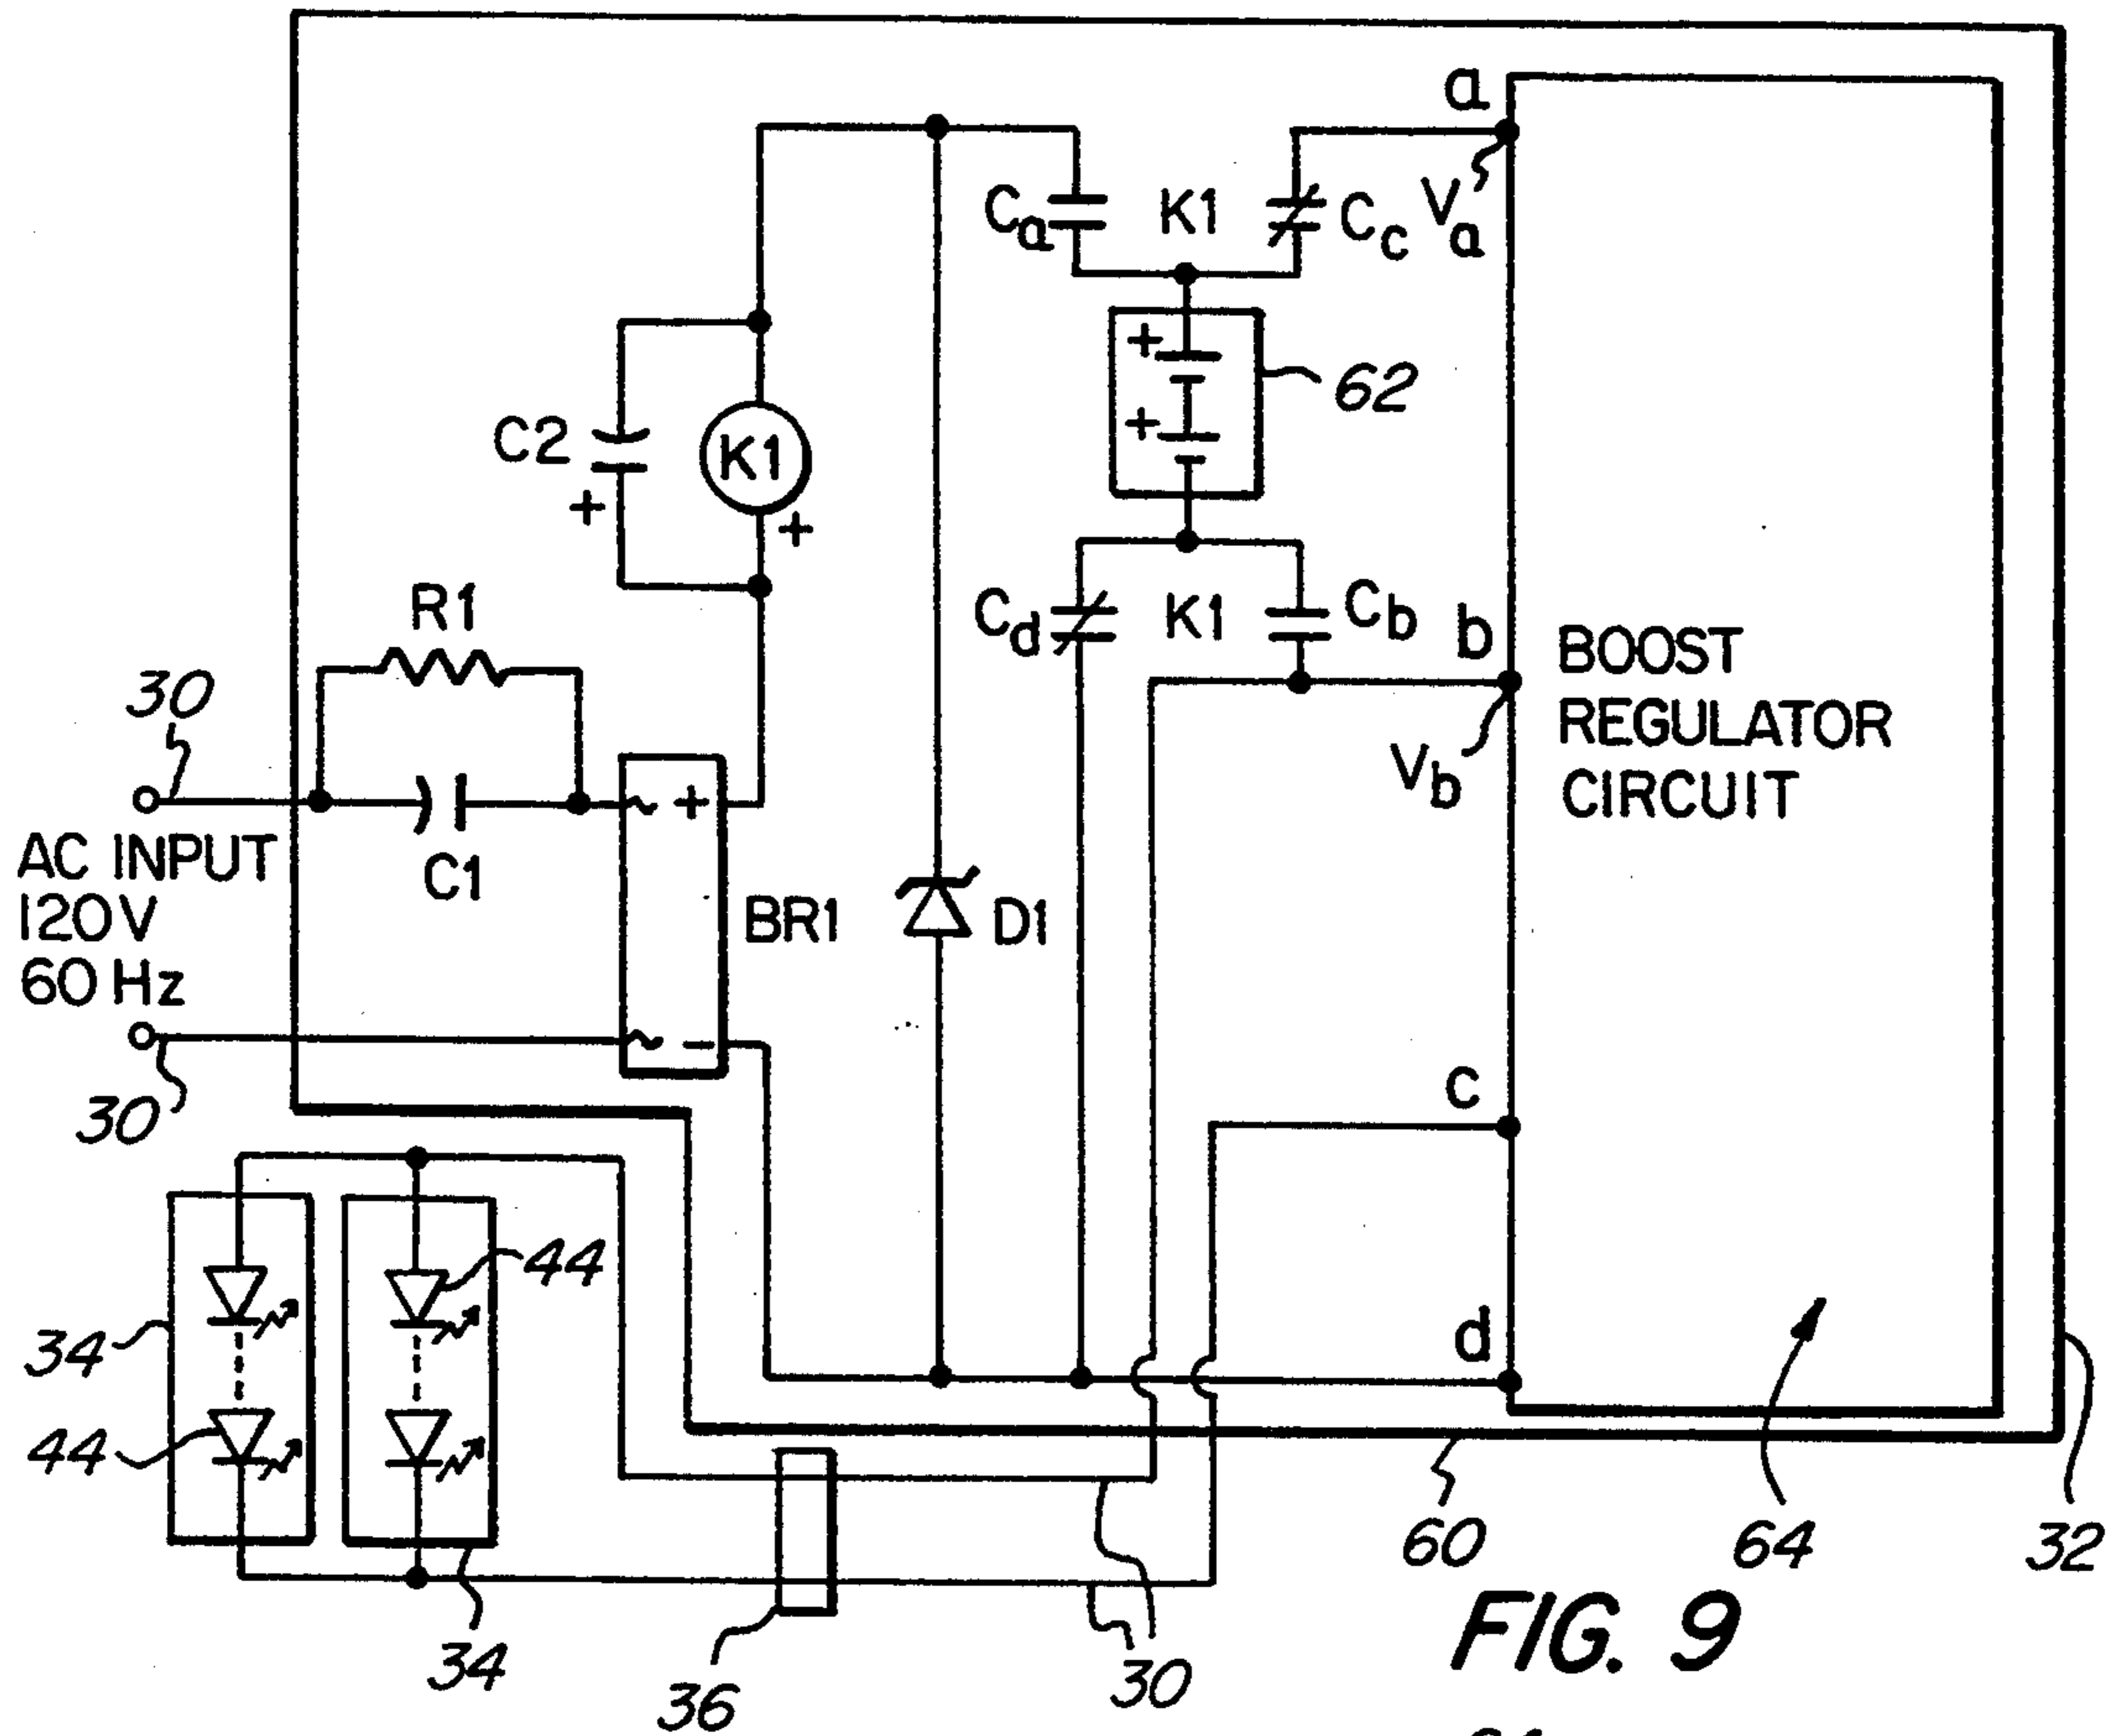 a
Ca
K1
Cc
Va
+
62
+
C2
K1
+
+
R1
Cd
K1
Cb
b
BOOST
REGULATOR
CIRCUIT
Vb
30
~ +
C1
AC INPUT
120V
60 Hz
BR1
D1
~ −
30
c
44
34
d
44
60
64
32
34
36
30
FIG. 9